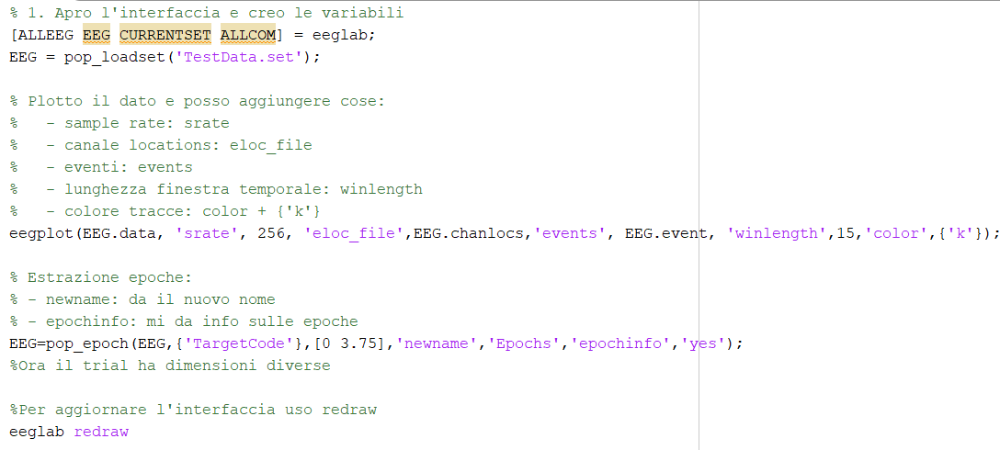 % 1. Apro l'interfaccia e creo le variabili
[ALLEEG EEG CURRENTSET ALLCOM] = eeglab;
EEG = pop_loadset('TestData.set');
% Plotto il dato e posso aggiungere cose:
%   - sample rate: srate
%   - canale locations: eloc_file
%   - eventi: events
%   - lunghezza finestra temporale: winlength
%   - colore tracce: color + {'k'}
eegplot(EEG.data, 'srate', 256, 'eloc_file',EEG.chanlocs,'events', EEG.event, 'winlength',15,'color',{'k'});
% Estrazione epoche:
% - newname: da il nuovo nome
% - epochinfo: mi da info sulle epoche
EEG=pop_epoch(EEG,{'TargetCode'},[0 3.75],'newname','Epochs','epochinfo','yes');
%Ora il trial ha dimensioni diverse
%Per aggiornare l'interfaccia uso redraw
eeglab redraw